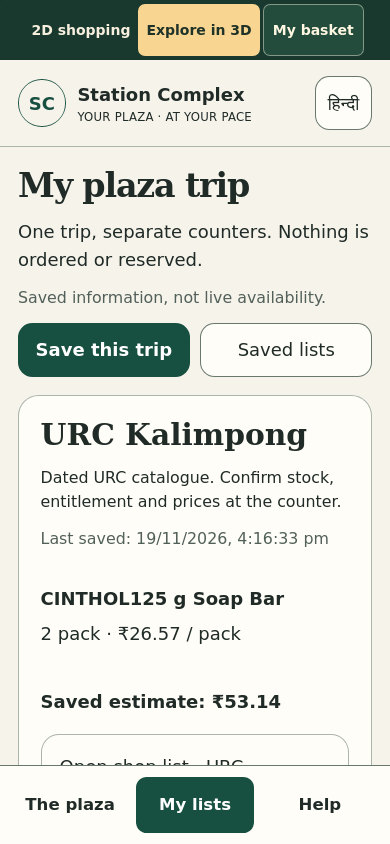 2D shopping
Explore in 3D
My basket
SC
Station Complex
YOUR PLAZA · AT YOUR PACE
हिन्दी
My plaza trip
One trip, separate counters. Nothing is
ordered or reserved.
Saved information, not live availability.
Save this trip
Saved lists
URC Kalimpong
Dated URC catalogue. Confirm stock,
entitlement and prices at the counter.
Last saved: 19/11/2026, 4:16:33 pm
CINTHOL125 g Soap Bar
2 pack · ₹26.57 / pack
Saved estimate: ₹53.14
Open shop list · URC
The plaza
My lists
Help